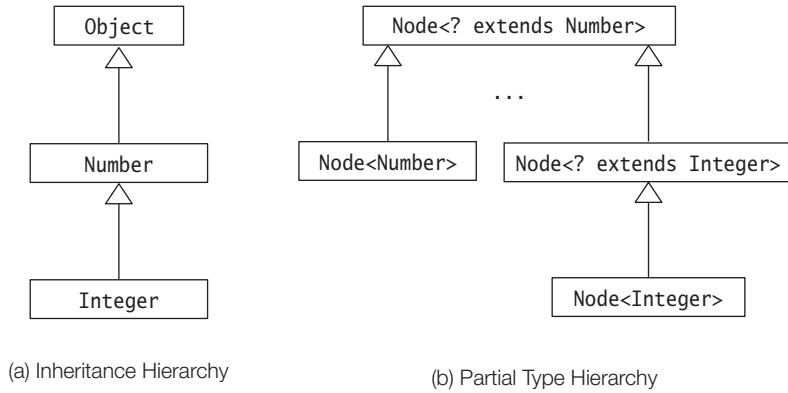 Object
Number
Integer
(a) Inheritance Hierarchy
Node<? extends Number>
...
Node<Number>
Node<? extends Integer>
Node<Integer>
(b) Partial Type Hierarchy